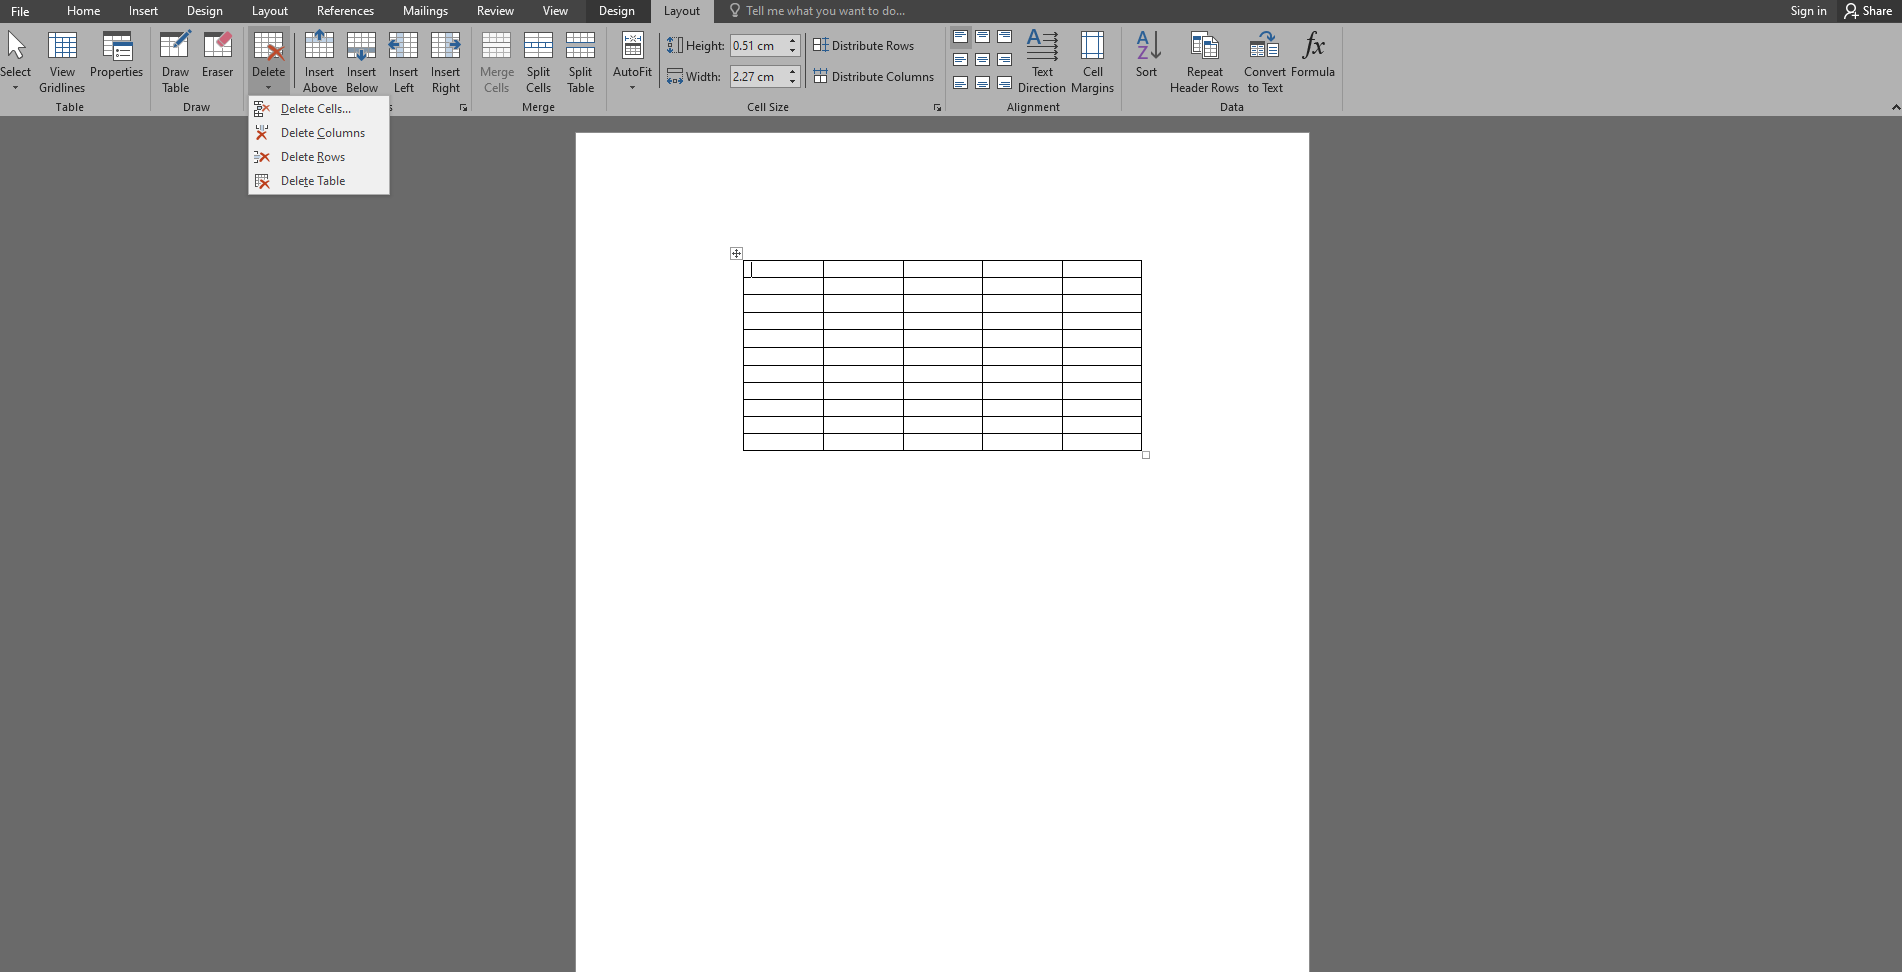 File Home Insert Design Layout References Mailings Review View Design Layout Tell me what you want to do... Sign in Share
Select
View Gridlines
Properties
Table
Draw Table
Eraser
Draw
Delete
Insert Above
Insert Below
Insert Left
Insert Right
s
Merge Cells
Split Cells
Split Table
Merge
AutoFit
Height: 0.51 cm
Width: 2.27 cm
Distribute Rows
Distribute Columns
Cell Size
Text Direction
Cell Margins
Alignment
A
Z
Sort
Repeat Header Rows
Convert to Text
fx
Formula
Data
Delete Cells...
Delete Columns
Delete Rows
Delete Table